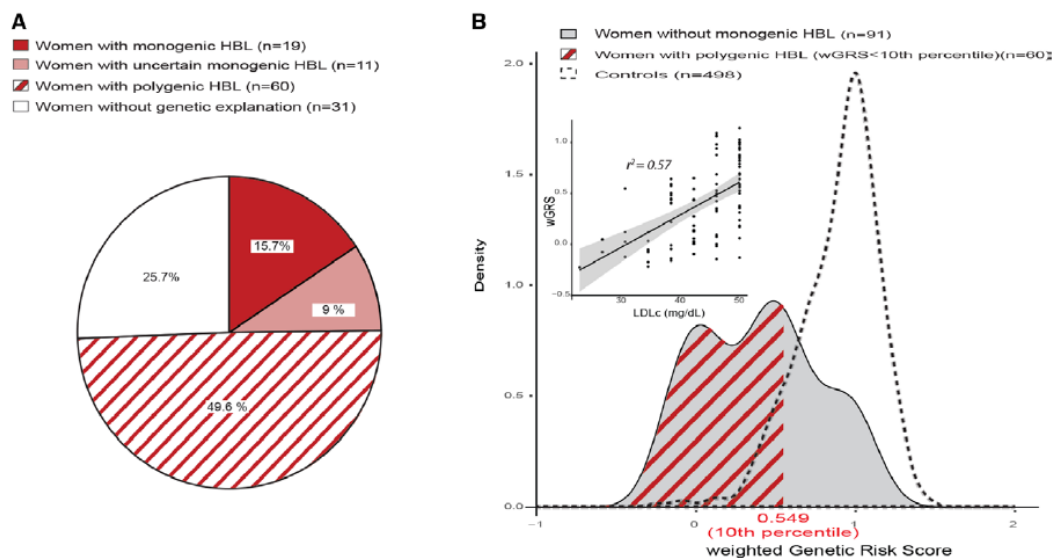 A
Women with monogenic HBL (n=19)
Women with uncertain monogenic HBL (n=11)
Women with polygenic HBL (n=60)
Women without genetic explanation (n=31)
15.7%
25.7%
9 %
49.6 %
B
Women without monogenic HBL (n=91)
Women with polygenic HBL (wGRS<10th percentile)(n=60)
Controls (n=498)
2.0
1.5
1.0
0.5
0.0
Density
-1
0
1
2
0.549
(10th percentile)
weighted Genetic Risk Score
r² = 0.57
wGRS
1.0
0.5
0.0
-0.5
30
40
50
LDLc (mg/dL)